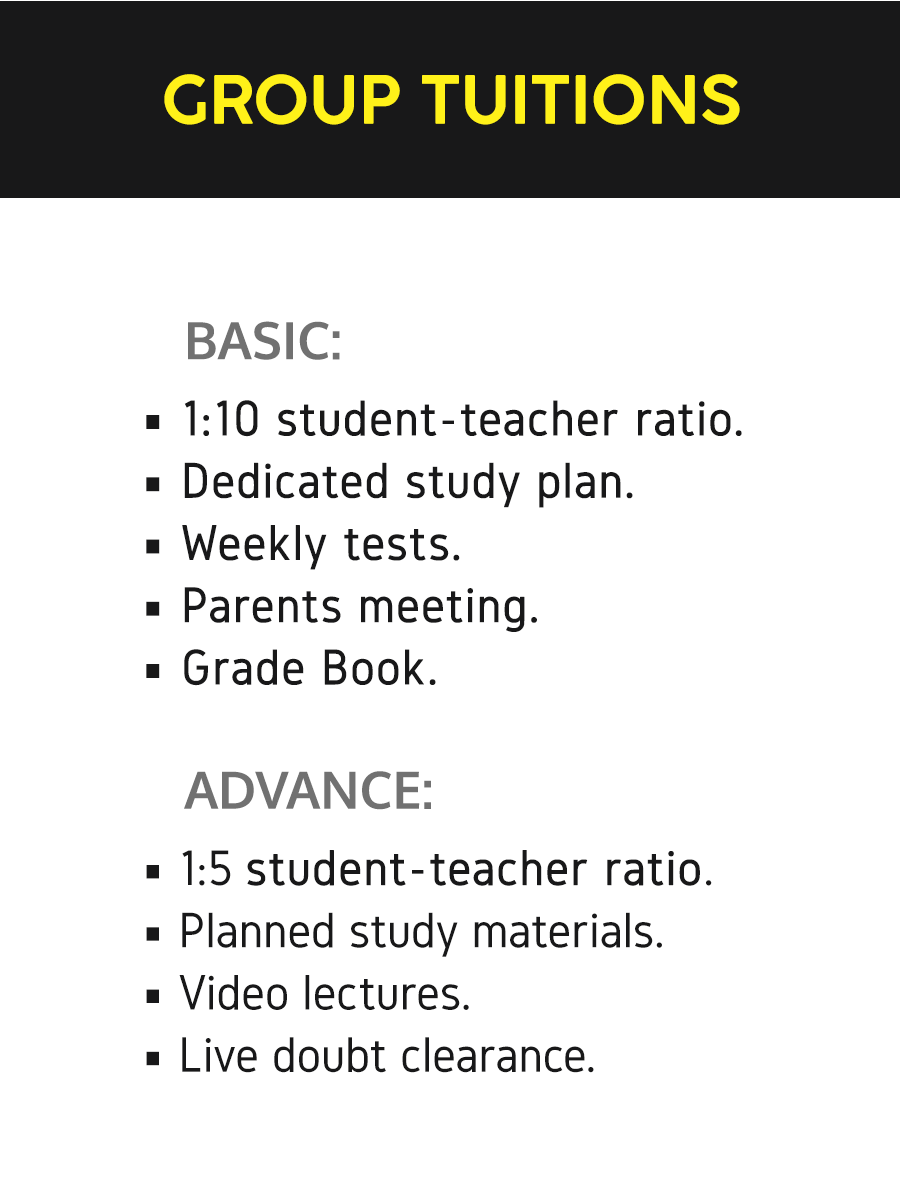 GROUP TUITIONS
BASIC:
▪ 1:10 student-teacher ratio.
▪ Dedicated study plan.
▪ Weekly tests.
▪ Parents meeting.
▪ Grade Book.
ADVANCE:
▪ 1:5 student-teacher ratio.
▪ Planned study materials.
▪ Video lectures.
▪ Live doubt clearance.